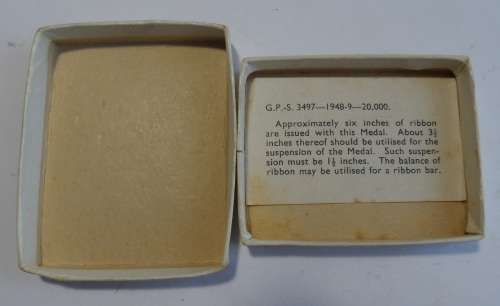 G.P.-S. 3497—1948-9—20,000.
Approximately six inches of ribbon
are issued with this Medal. About 3½
inches thereof should be utilised for the
suspension of the Medal. Such suspen-
sion must be 1½ inches. The balance of
ribbon may be utilised for a ribbon bar.